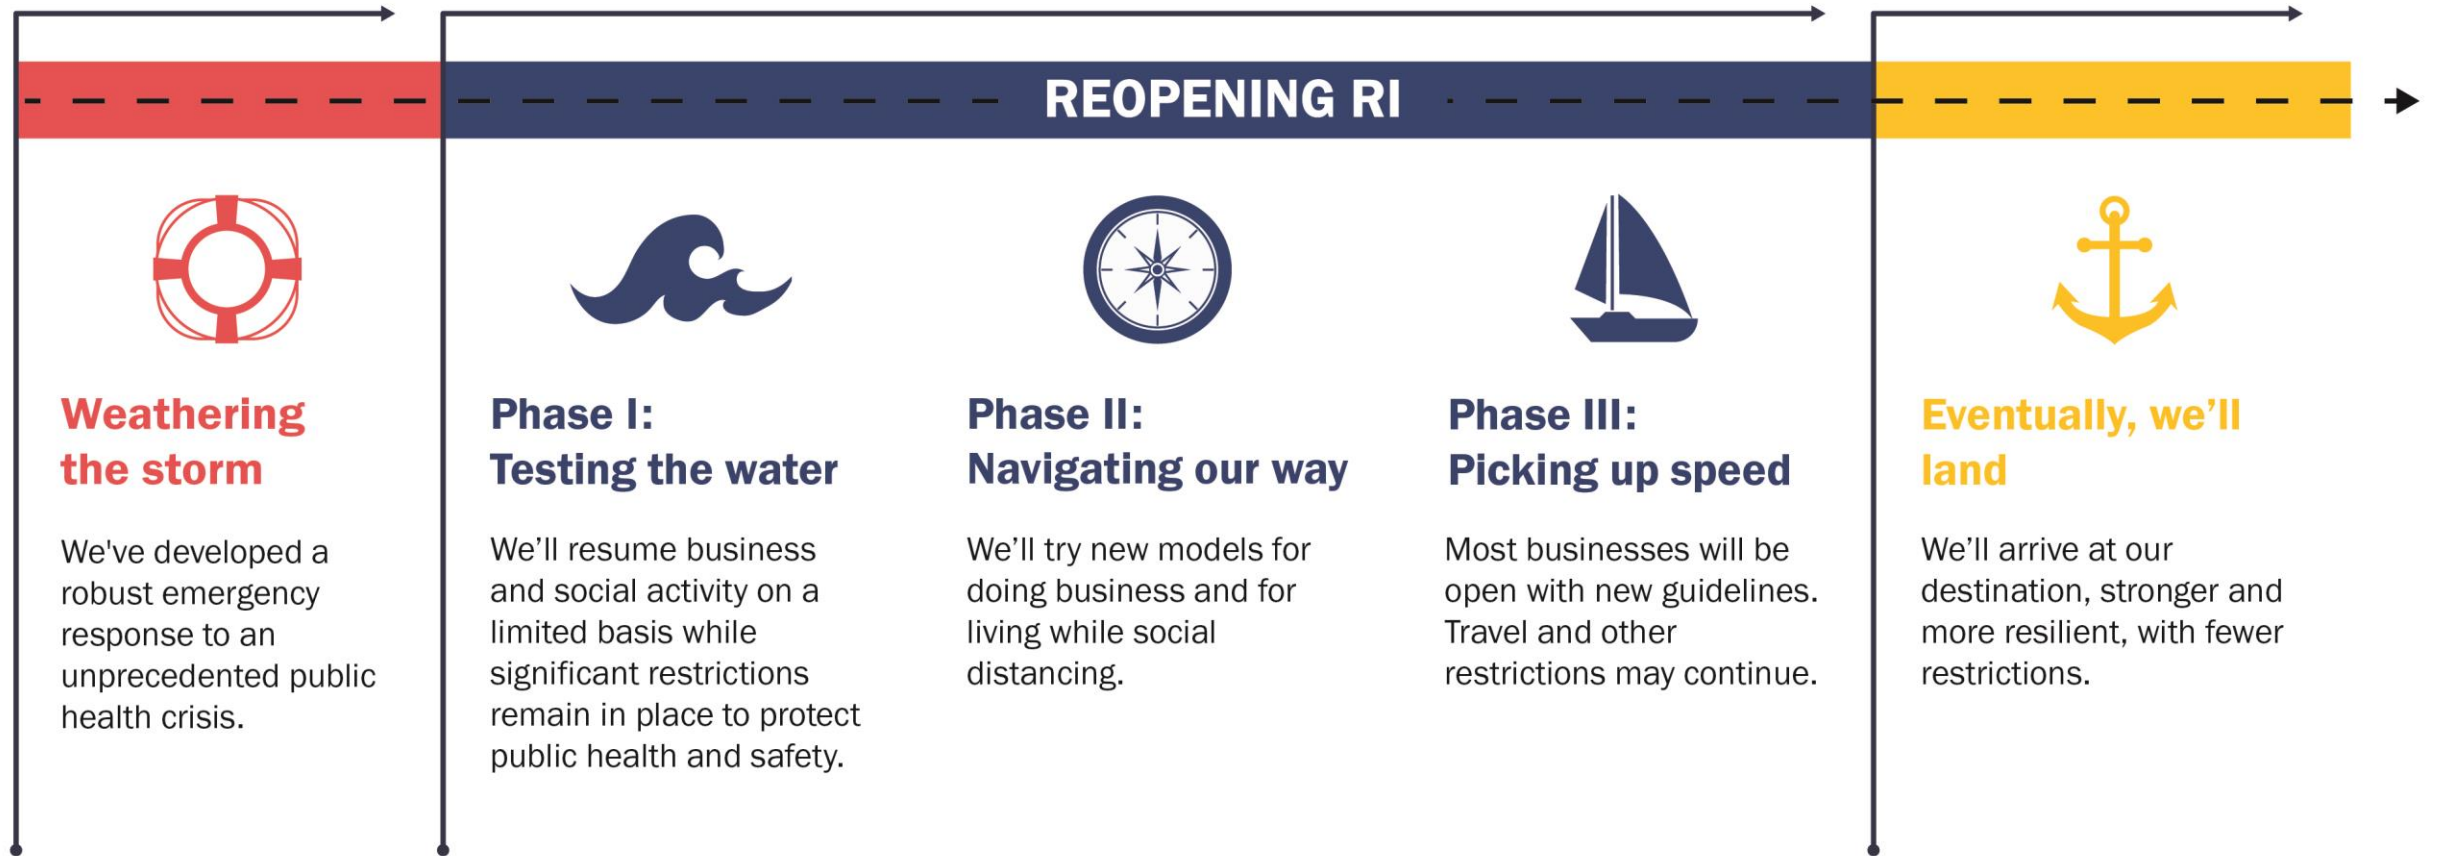 REOPENING RI
Weathering
the storm
We've developed a
robust emergency
response to an
unprecedented public
health crisis.
Phase I:
Testing the water
We’ll resume business
and social activity on a
limited basis while
significant restrictions
remain in place to protect
public health and safety.
Phase II:
Navigating our way
We’ll try new models for
doing business and for
living while social
distancing.
Phase III:
Picking up speed
Most businesses will be
open with new guidelines.
Travel and other
restrictions may continue.
Eventually, we’ll
land
We’ll arrive at our
destination, stronger and
more resilient, with fewer
restrictions.